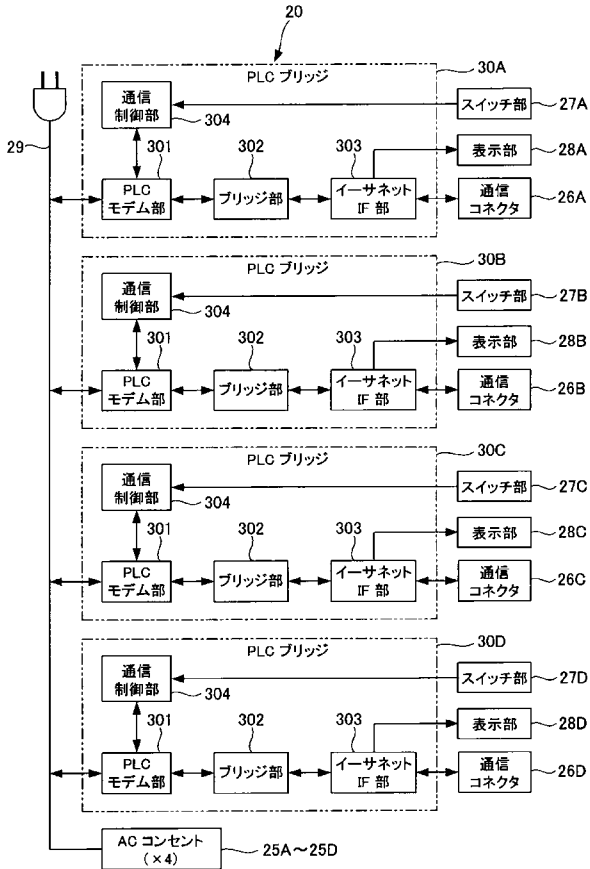 20
PLC ブリッジ
30A
通信
制御部
304
スイッチ部
27A
29
301
302
303
表示部
28A
PLC
モデム部
ブリッジ部
イーサネット
IF 部
通信
コネクタ
26A
PLC ブリッジ
30B
通信
制御部
304
スイッチ部
27B
301
302
303
表示部
28B
PLC
モデム部
ブリッジ部
イーサネット
IF 部
通信
コネクタ
26B
PLC ブリッジ
30C
通信
制御部
304
スイッチ部
27C
301
302
303
表示部
28C
PLC
モデム部
ブリッジ部
イーサネット
IF 部
通信
コネクタ
26C
PLC ブリッジ
30D
通信
制御部
304
スイッチ部
27D
301
302
303
表示部
28D
PLC
モデム部
ブリッジ部
イーサネット
IF 部
通信
コネクタ
26D
AC コンセント
(×4)
25A～25D